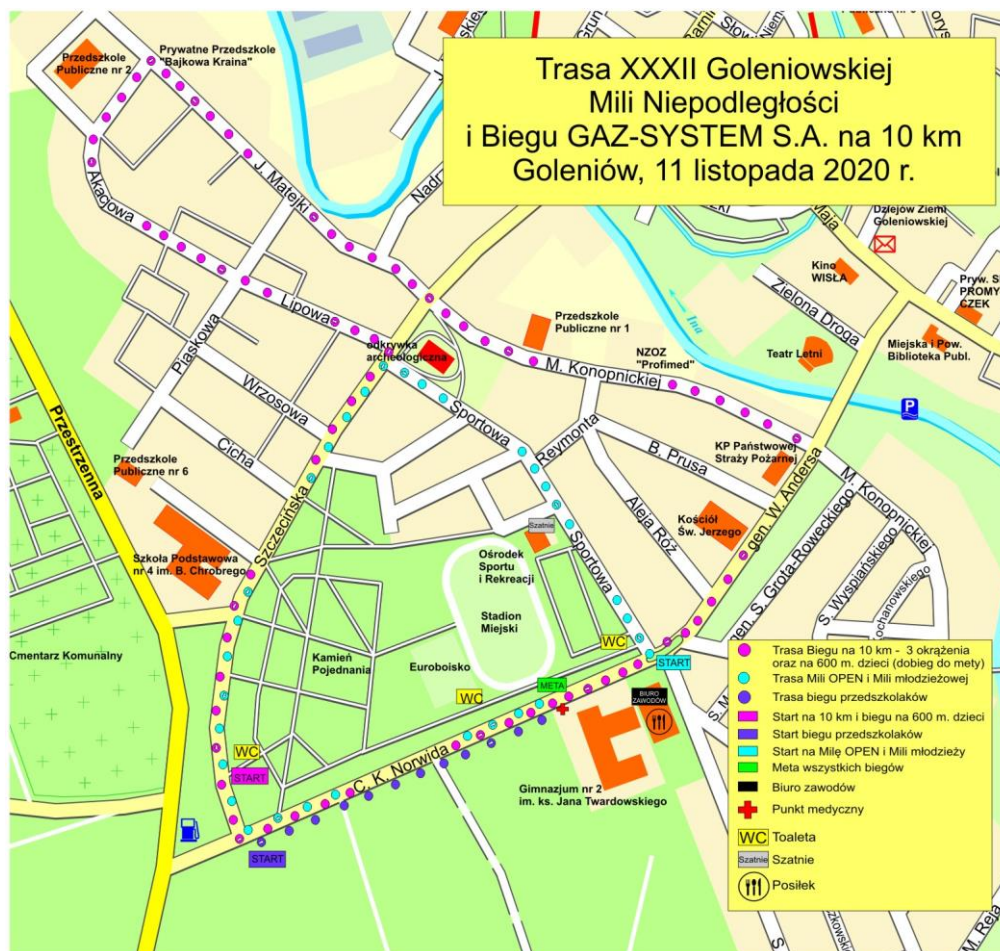 Trasa XXXII Goleniowskiej
Mili Niepodległości
i Biegu GAZ-SYSTEM S.A. na 10 km
Goleniów, 11 listopada 2020 r.
Przedszkole
Publiczne nr 2
Prywatne Przedszkole
"Bajkowa Kraina"
J. Matejki
Akacjowa
Lipowa
Piaskowa
Wrzosowa
Cicha
Przestrzenna
odkrywka
archeologiczna
Przedszkole
Publiczne nr 1
NZOZ
"Profimed"
M. Konopnickiej
Ina
Dziejów Ziemi
Goleniowskiej
Kino
WISŁA
Zielona Droga
Teatr Letni
Pryw. S
PROMY
CZEK
Miejska i Pow.
Biblioteka Publ.
P
Sportowa
Reymonta
B. Prusa
Aleja Róż
KP Państwowej
Straży Pożarnej
Kościół
Św. Jerzego
gen. W. Andersa
M. Konopnickiej
gen. S. Grota-Roweckiego
S. Wyspiańskiego
ochanowskiego
Przedszkole
Publiczne nr 6
Szkoła Podstawowa
nr 4 im. B. Chrobrego
Szczecińska
Szatnie
Ośrodek
Sportu
i Rekreacji
Stadion
Miejski
Sportowa
Cmentarz Komunalny
Kamień
Pojednania
Euroboisko
WC
START
META
WC
BIURO
ZAWODÓW
WC
START
C. K. Norwida
Gimnazjum nr 2
im. ks. Jana Twardowskiego
START
Trasa Biegu na 10 km - 3 okrążenia
oraz na 600 m. dzieci (dobieg do mety)
Trasa Mili OPEN i Mili młodzieżowej
Trasa biegu przedszkolaków
Start na 10 km i biegu na 600 m. dzieci
Start biegu przedszkolaków
Start na Milę OPEN i Mili młodzieży
Meta wszystkich biegów
Biuro zawodów
Punkt medyczny
WC Toaleta
Szatnie Szatnie
Posiłek
M. Reja